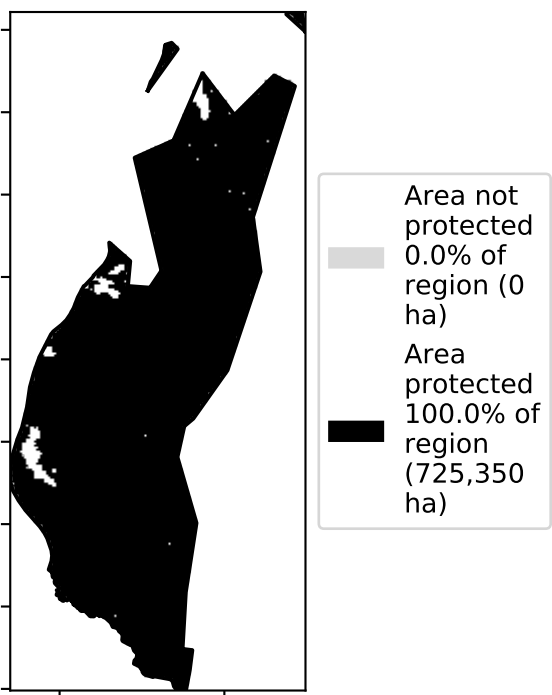 Area not
protected
0.0% of
region (0
ha)
Area
protected
100.0% of
region
(725,350
ha)